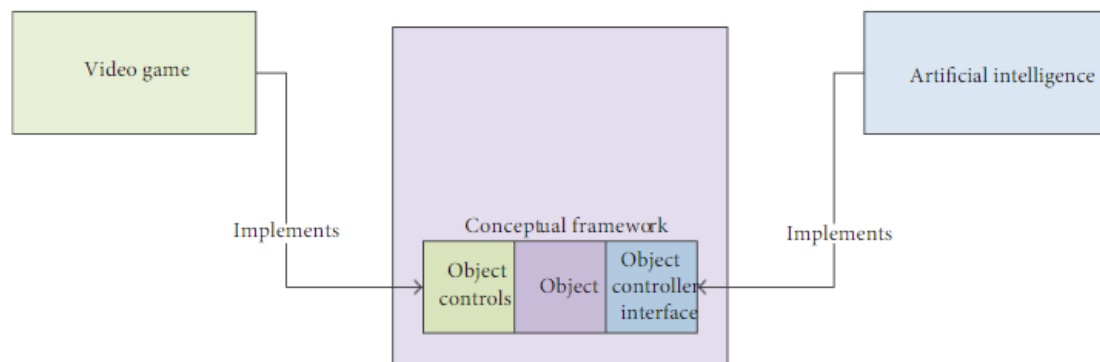 Video game
Artificial intelligence
Implements
Implements
Conceptual framework
Object
controls
Object
Object
controller
interface